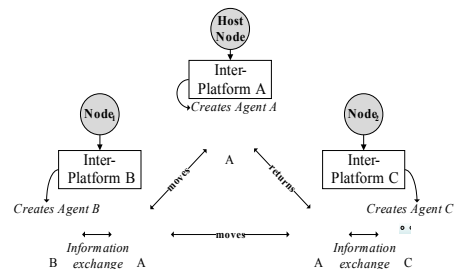 Host
Node
Inter-
Platform A
Creates Agent A
Node1
Node2
Inter-
Platform B
Inter-
Platform C
A
moves
returns
Creates Agent B
Creates Agent C
moves
Information
exchange
B
A
A
Information
exchange
C